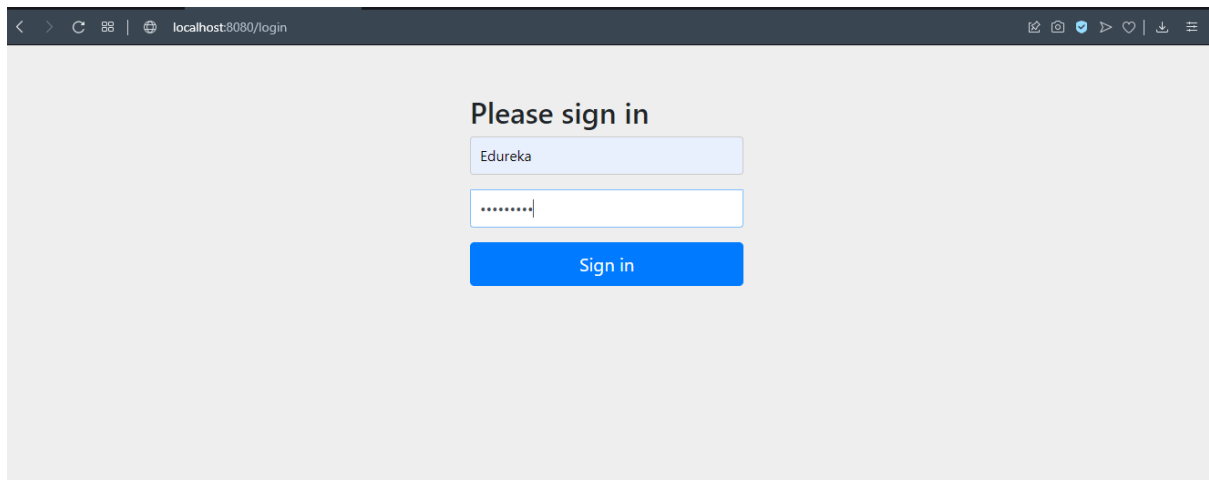 localhost:8080/login
Please sign in
Edureka
•••••••••
Sign in